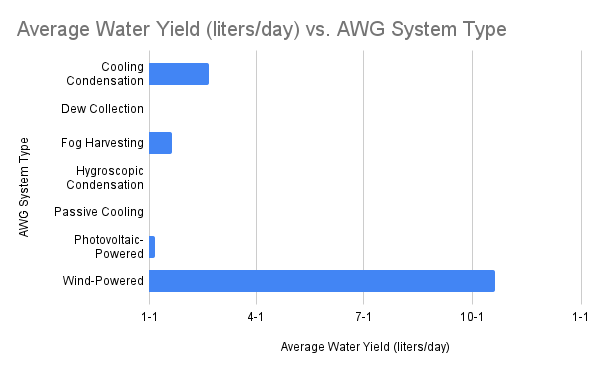 Average Water Yield (liters/day) vs. AWG System Type
Cooling
Condensation
Dew Collection
Fog Harvesting
Hygroscopic
Condensation
Passive Cooling
Photovoltaic-
Powered
Wind-Powered
AWG System Type
1-1
4-1
7-1
10-1
1-1
Average Water Yield (liters/day)